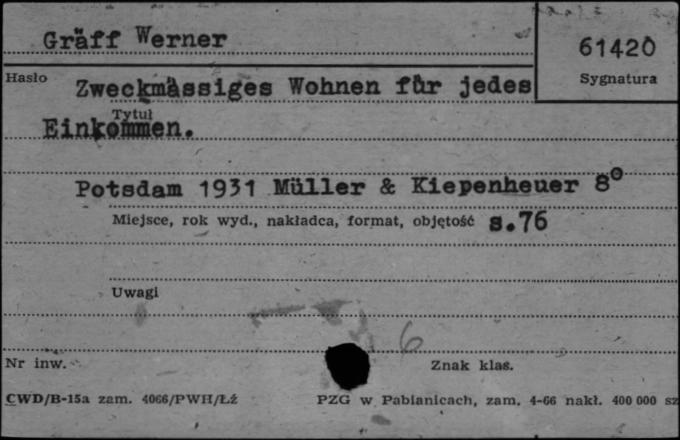 Gräff Werner
61420
Hasło
Sygnatura
Zweckmässiges Wohnen für jedes
Tytuł
Einkommen.
Potsdam 1931 Müller & Kiepenheuer 8°
Miejsce, rok wyd., nakładca, format, objętość s.76
Uwagi
6
Nr inw.
Znak klas.
CWD/B-15a zam. 4066/PWH/Łź
PZG w Pabianicach, zam. 4-66 nakł. 400 000 sz